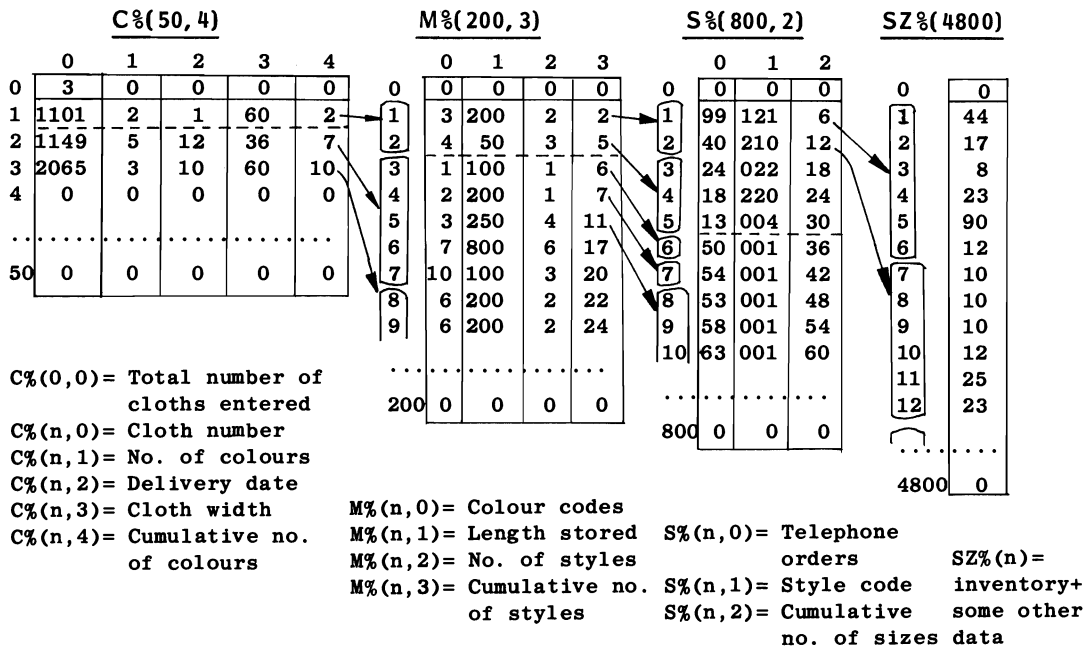 C%(50,4)
0 1 2 3 4
0 3 0 0 0 0
1 1101 2 1 60 2
2 1149 5 12 36 7
3 2065 3 10 60 10
4 0 0 0 0 0
50 0 0 0 0 0
C%(0,0)= Total number of
cloths entered
C%(n,0)= Cloth number
C%(n,1)= No. of colours
C%(n,2)= Delivery date
C%(n,3)= Cloth width
C%(n,4)= Cumulative no.
of colours
M%(200,3)
0 1 2 3
0 0 0 0 0
1 3 200 2 2
2 4 50 3 5
3 1 100 1 6
4 2 200 1 7
5 3 250 4 11
6 7 800 6 17
7 10 100 3 20
8 6 200 2 22
9 6 200 2 24
200 0 0 0 0
M%(n,0)= Colour codes
M%(n,1)= Length stored
M%(n,2)= No. of styles
M%(n,3)= Cumulative no.
of styles
S%(800,2)
0 1 2
0 0 0 0
1 99 121 6
2 40 210 12
3 24 022 18
4 18 220 24
5 13 004 30
6 50 001 36
7 54 001 42
8 53 001 48
9 58 001 54
10 63 001 60
800 0 0 0
S%(n,0)= Telephone
orders
S%(n,1)= Style code
S%(n,2)= Cumulative
no. of sizes
SZ%(4800)
0 0
1 44
2 17
3 8
4 23
5 90
6 12
7 10
8 10
9 10
10 12
11 25
12 23
4800 0
SZ%(n)=
inventory+
some other
data